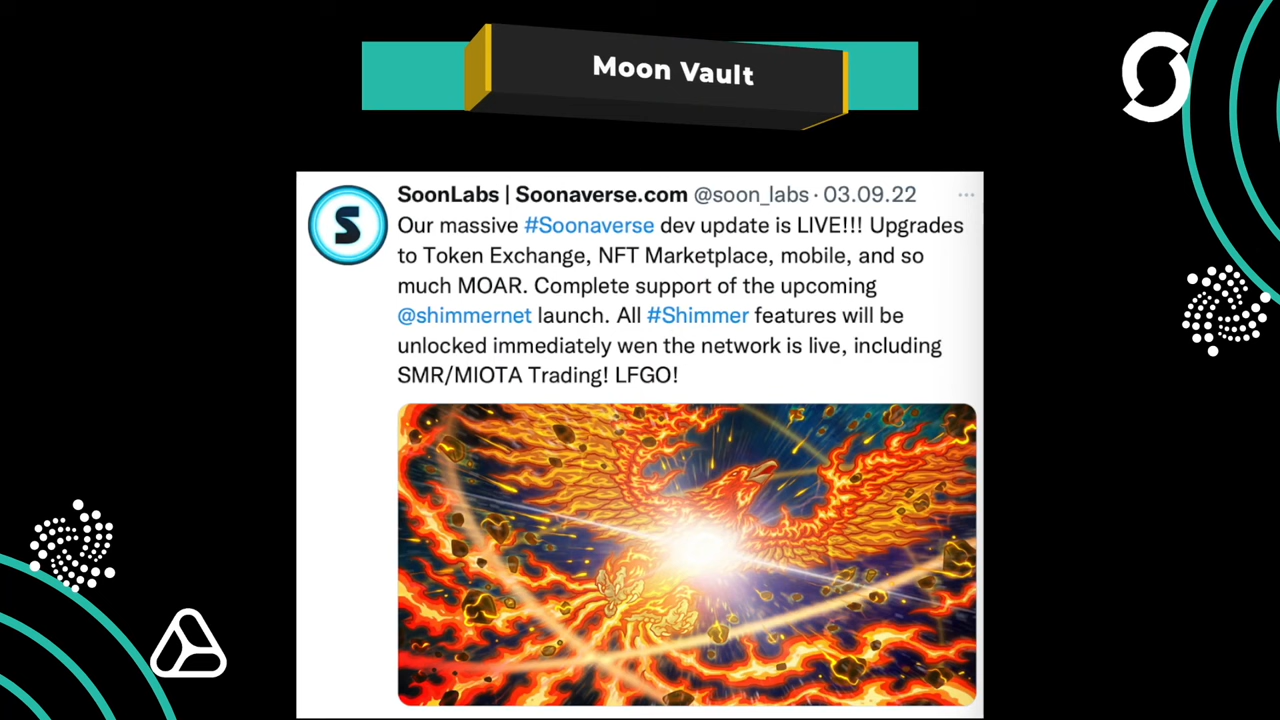 Moon Vault
SoonLabs | Soonaverse.com @soon_labs · 03.09.22
Our massive #Soonaverse dev update is LIVE!!! Upgrades
to Token Exchange, NFT Marketplace, mobile, and so
much MOAR. Complete support of the upcoming
@shimmernet launch. All #Shimmer features will be
unlocked immediately wen the network is live, including
SMR/MIOTA Trading! LFGO!